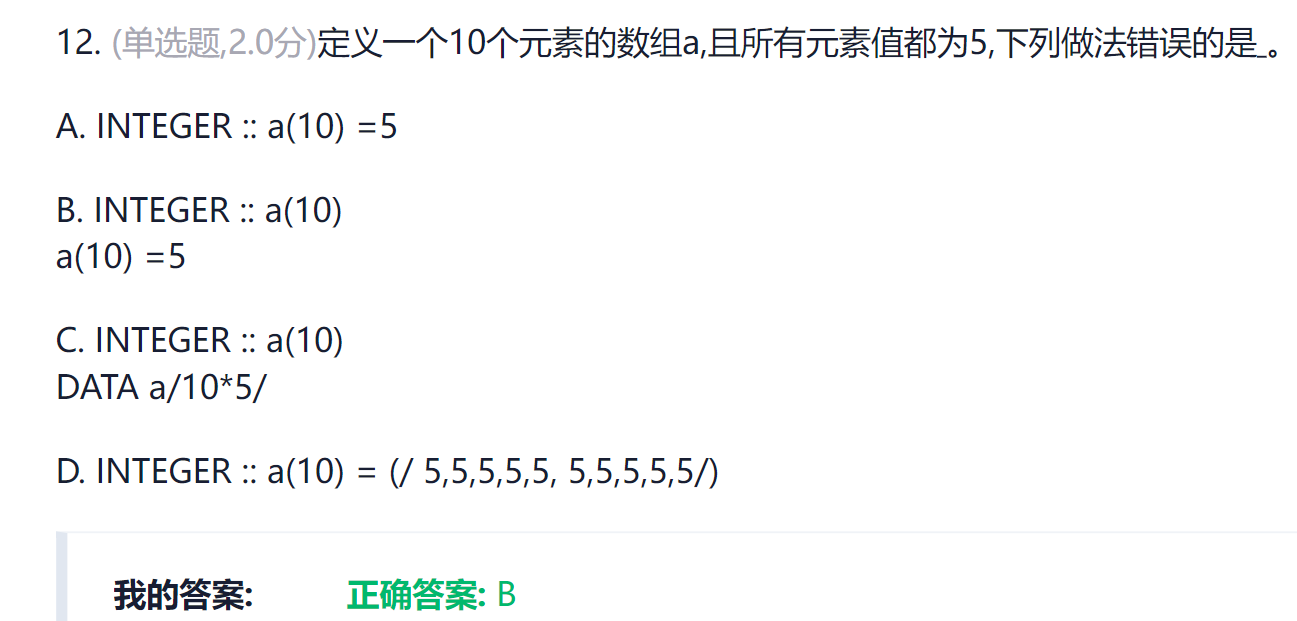 12. (单选题,2.0分)定义一个10个元素的数组a,且所有元素值都为5,下列做法错误的是_。
A. INTEGER :: a(10) =5
B. INTEGER :: a(10)
a(10) =5
C. INTEGER :: a(10)
DATA a/10*5/
D. INTEGER :: a(10) = (/ 5,5,5,5,5, 5,5,5,5,5/)
我的答案: 正确答案: B